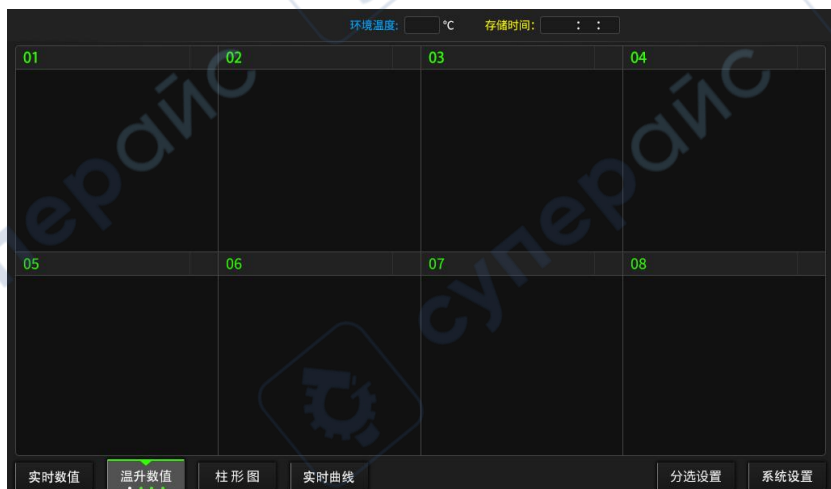 环境温度: ℃ 存储时间: : :
01 02 03 04
05 06 07 08
实时数值 温升数值 柱形图 实时曲线 分选设置 系统设置
суперайс
суперайс